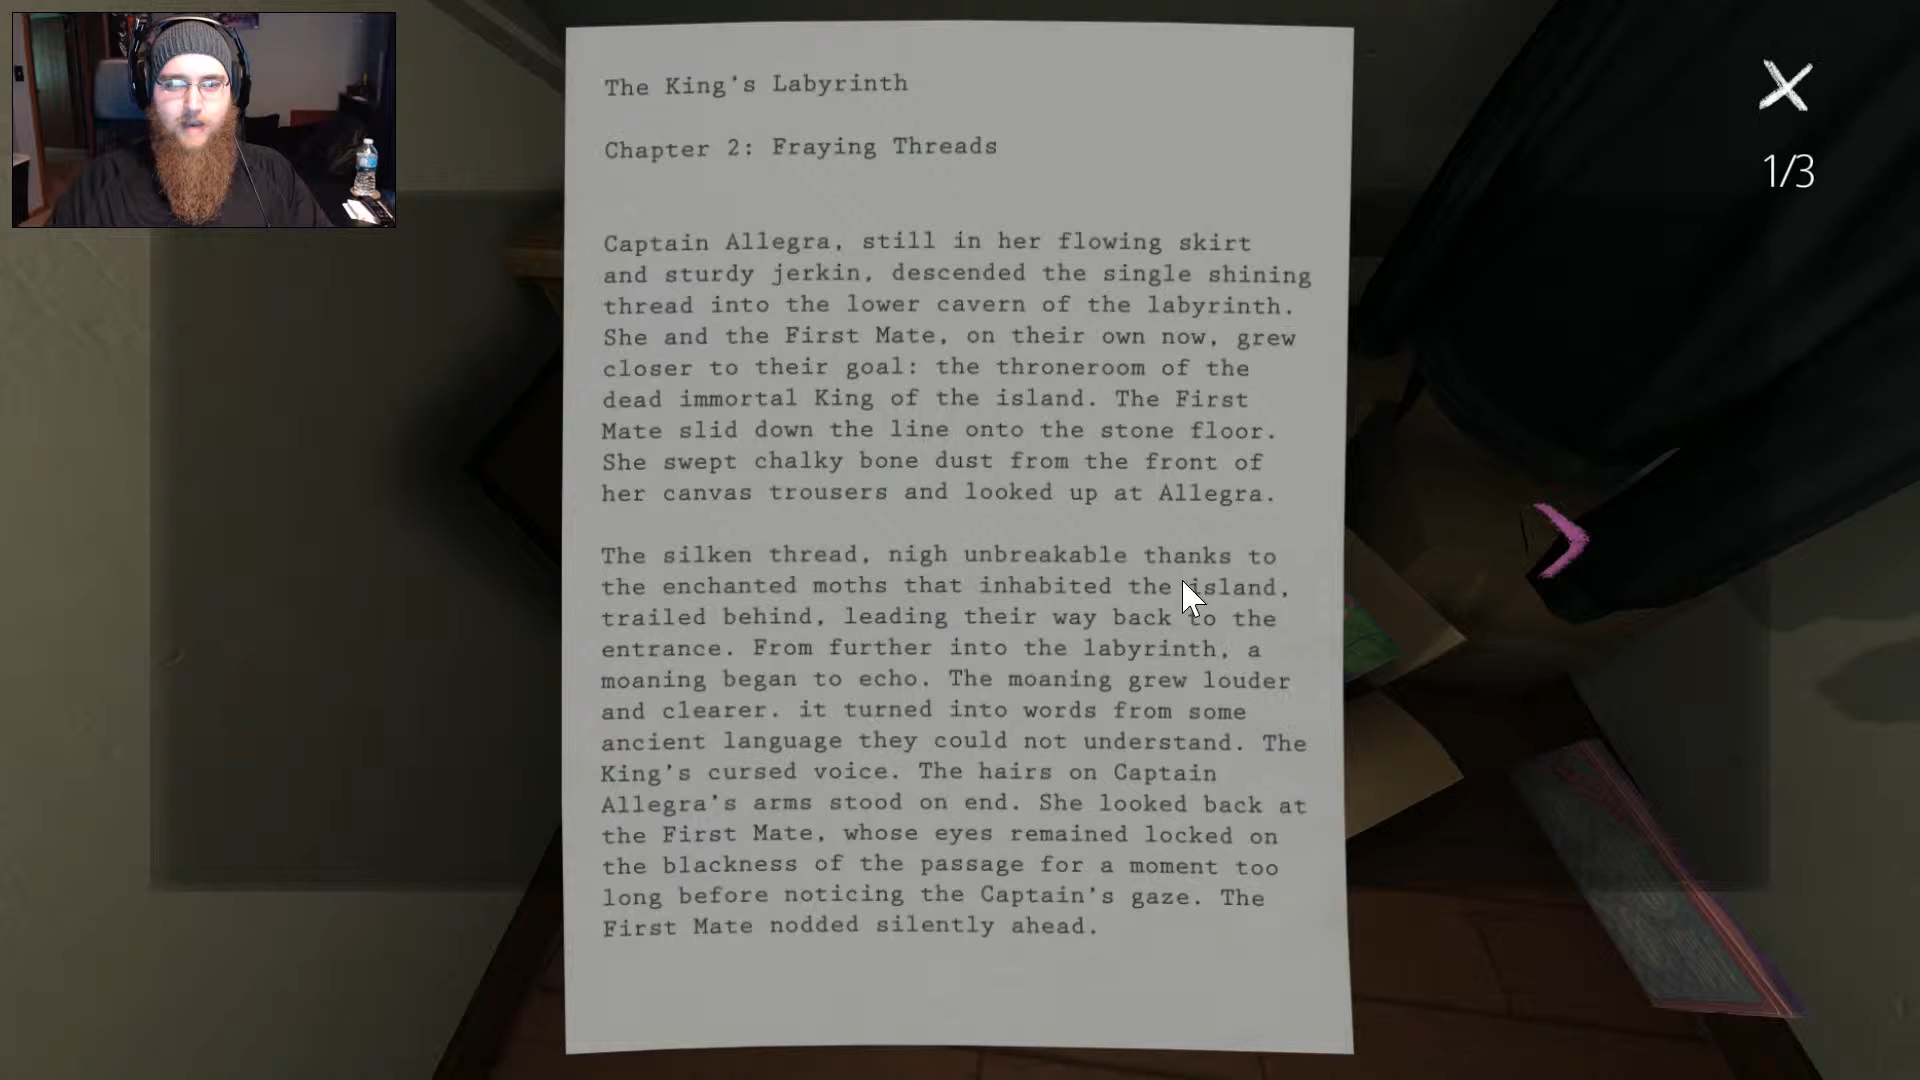 The King's Labyrinth
Chapter 2: Fraying Threads
Captain Allegra, still in her flowing skirt
and sturdy jerkin, descended the single shining
thread into the lower cavern of the labyrinth.
She and the First Mate, on their own now, grew
closer to their goal: the throneroom of the
dead immortal King of the island. The First
Mate slid down the line onto the stone floor.
She swept chalky bone dust from the front of
her canvas trousers and looked up at Allegra.
The silken thread, nigh unbreakable thanks to
the enchanted moths that inhabited the island,
trailed behind, leading their way back to the
entrance. From further into the labyrinth, a
moaning began to echo. The moaning grew louder
and clearer. it turned into words from some
ancient language they could not understand. The
King's cursed voice. The hairs on Captain
Allegra's arms stood on end. She looked back at
the First Mate, whose eyes remained locked on
the blackness of the passage for a moment too
long before noticing the Captain's gaze. The
First Mate nodded silently ahead.
1/3